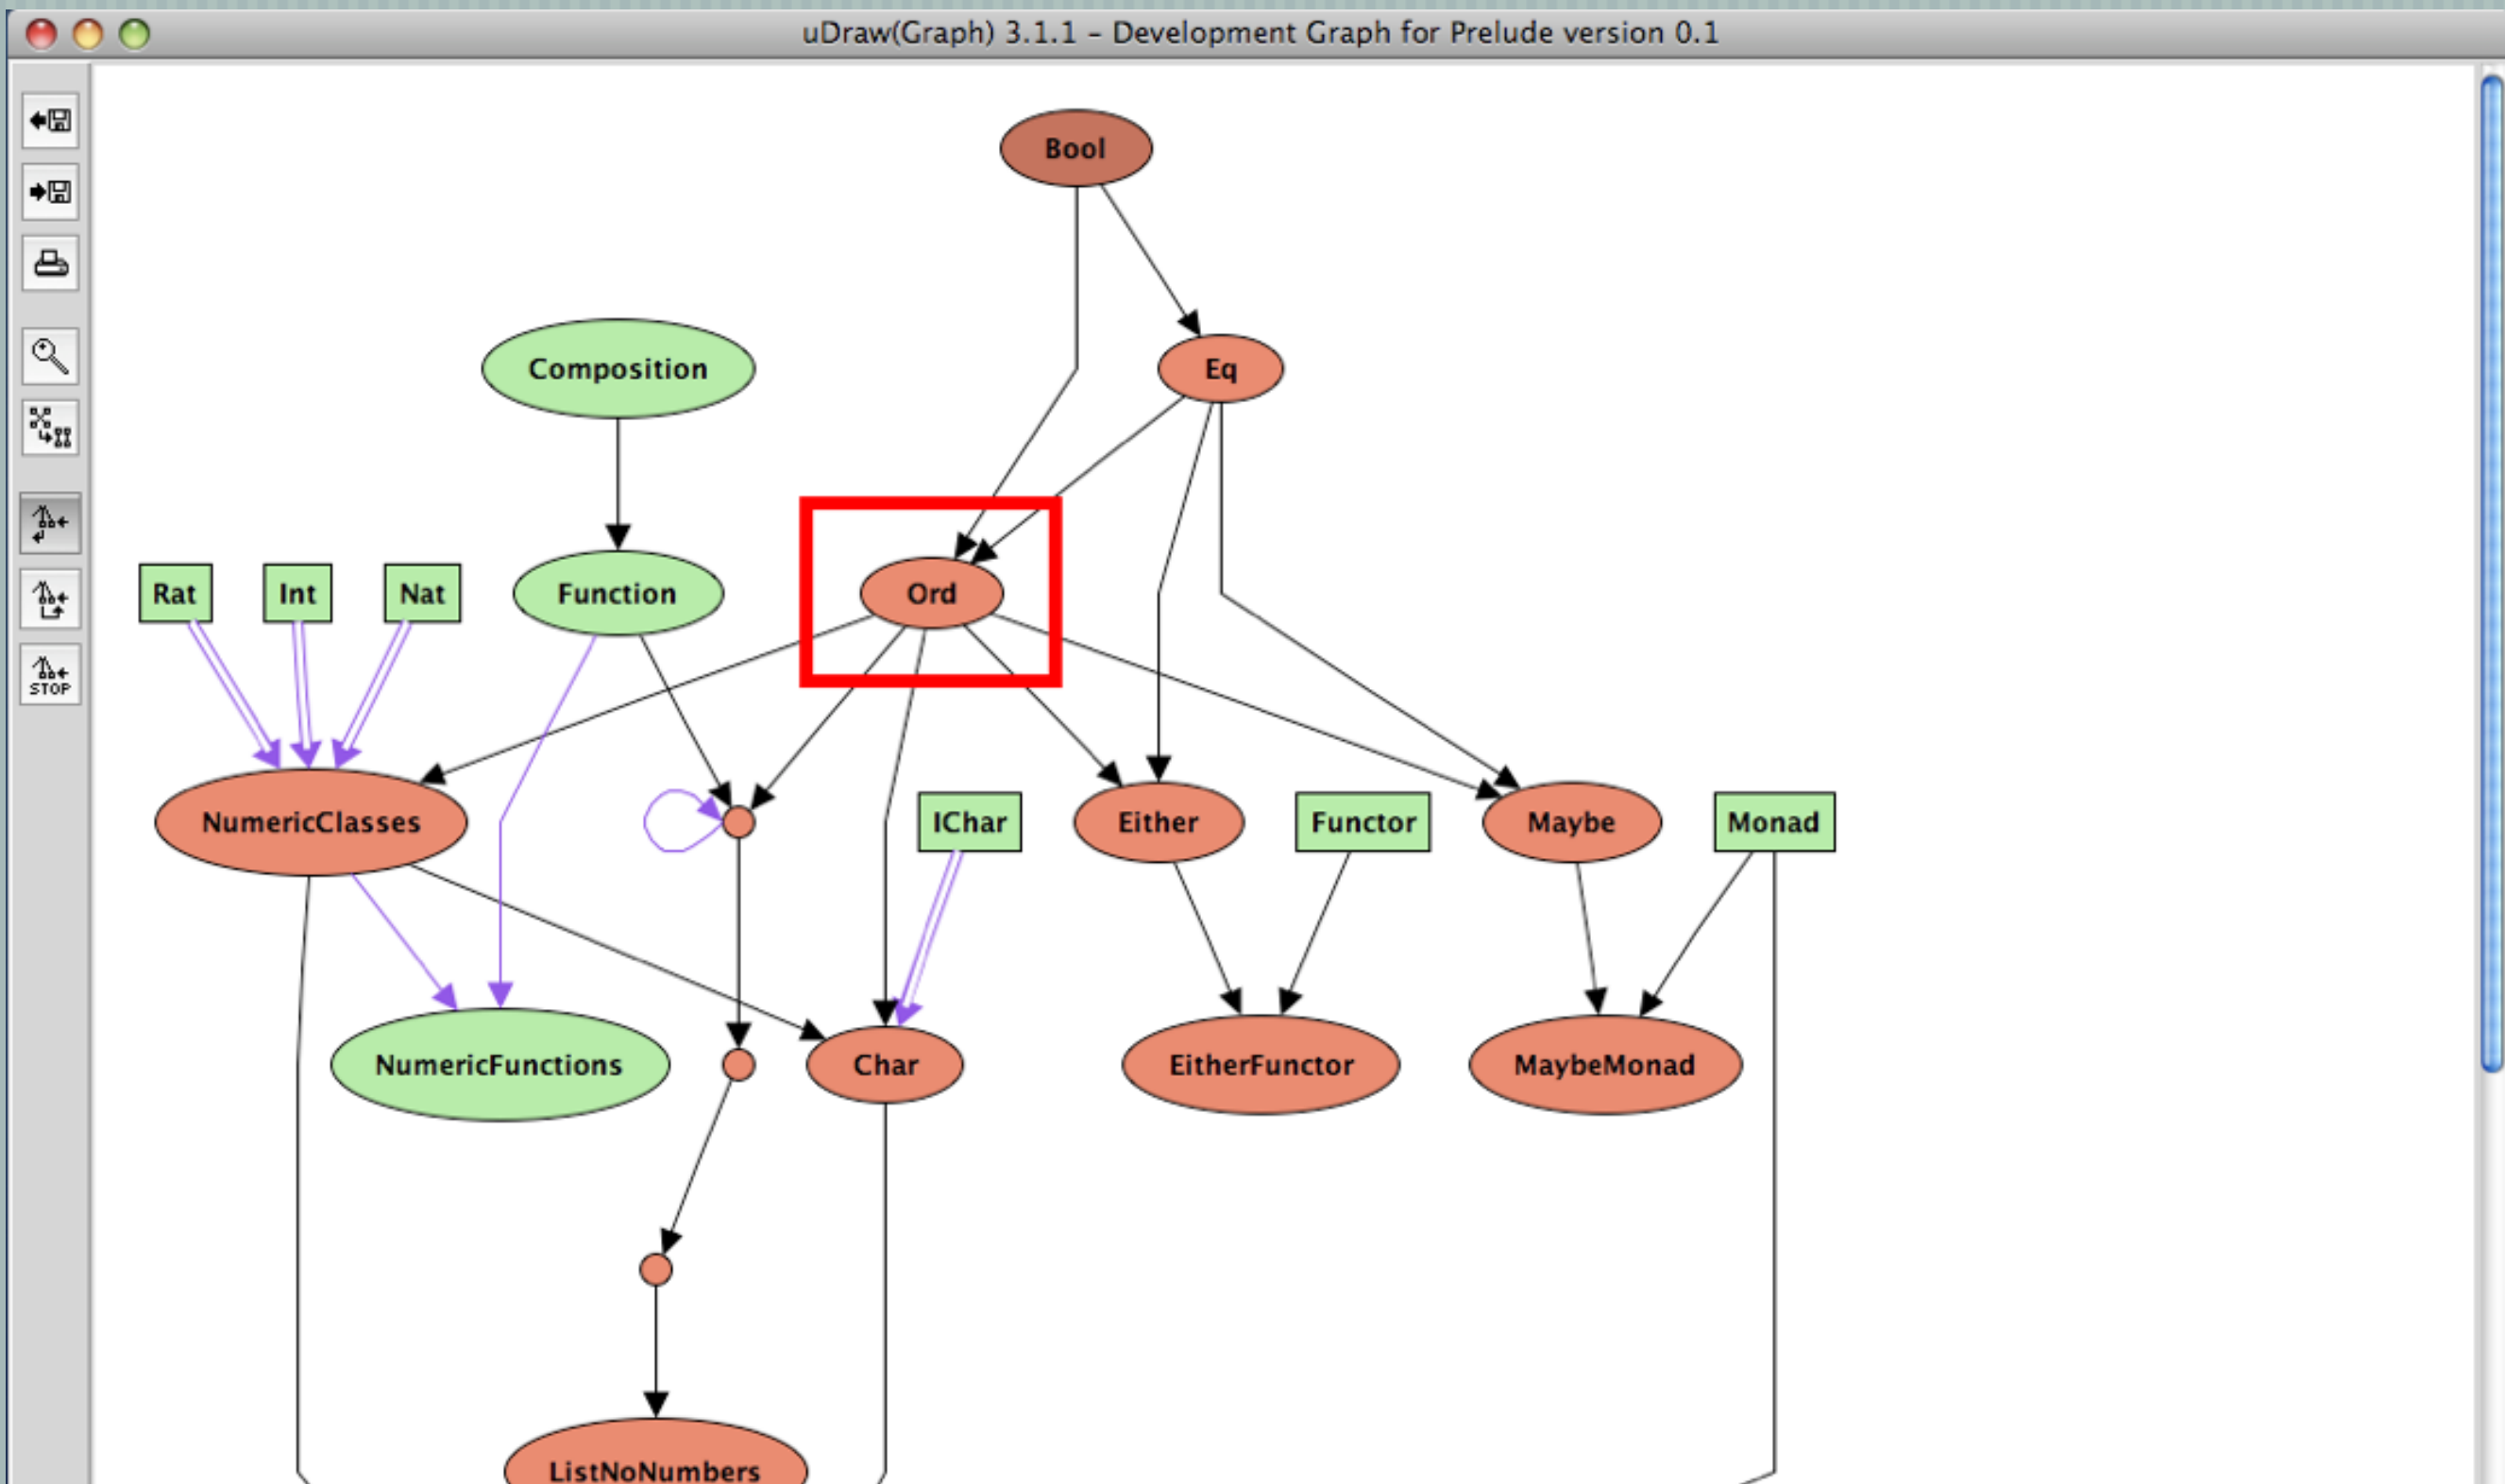 uDraw(Graph) 3.1.1 – Development Graph for Prelude version 0.1
Bool
Composition
Eq
Rat
Int
Nat
Function
Ord
STOP
NumericClasses
IChar
Either
Functor
Maybe
Monad
NumericFunctions
Char
EitherFunctor
MaybeMonad
ListNoNumbers